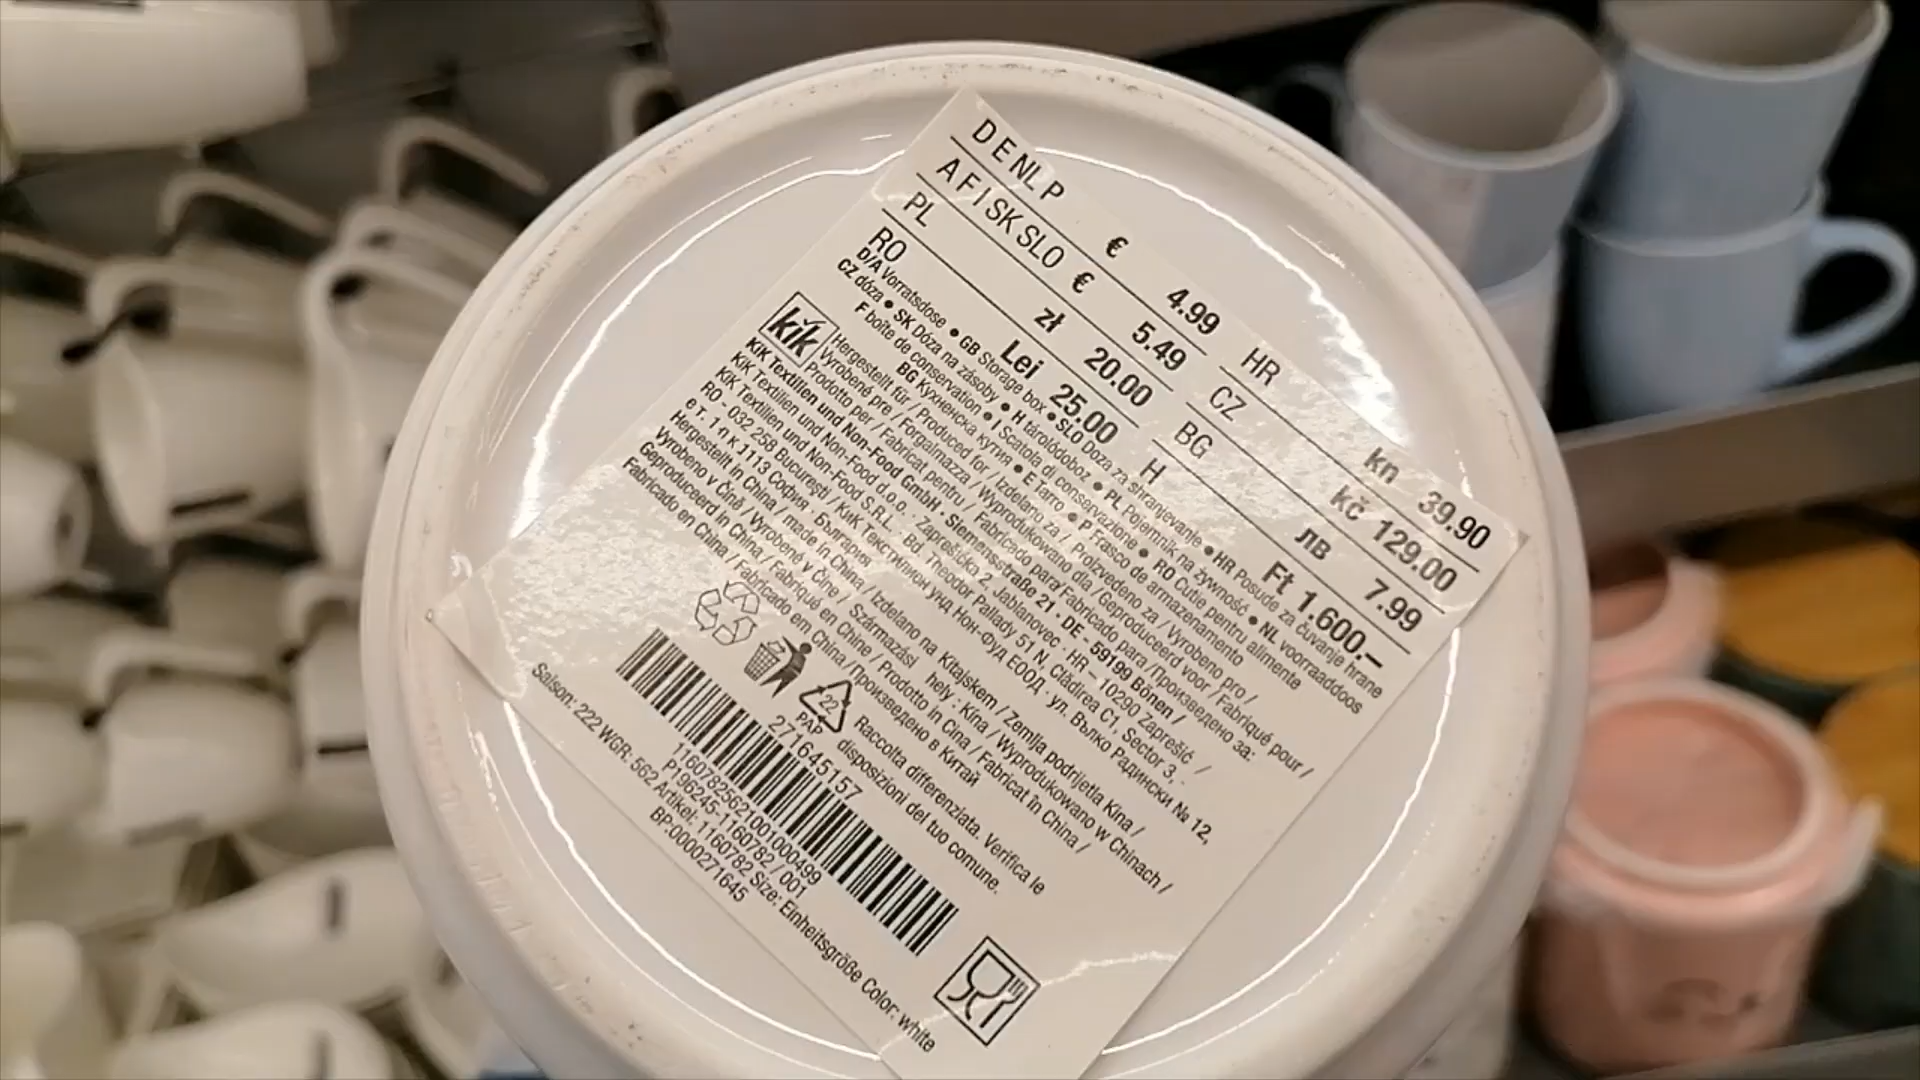 D E NL P € 4.99
A F I SK SLO € 5.49
PL zł 20.00
RO Lei 25.00
HR kn 39.90
CZ kč 129.00
BG ЛВ 7.99
H Ft 1.600.–
D/A Vorratsdose • GB Storage box • SLO Doza za shranjevanje • HR Posude za čuvanje hrane
CZ dóza • SK Dóza na zásoby • H tárolódoboz • PL Pojemnik na żywność • NL voorraaddoos
F boîte de conservation • I Scatola di conservazione • RO Cutie pentru alimente
BG Кухненска кутия • E Tarro • P Frasco de armazenamento
kik
Hergestellt für / Produced for / Izdelano za / Proizvedeno za / Vyrobeno pro /
Vyrobené pre / Forgalmazza / Wyprodukowano dla / Geproduceerd voor / Fabriqué pour /
Prodotto per / Fabricat pentru / Fabricado para / Fabricado para / Произведено за:
KiK Textilien und Non-Food GmbH · Siemensstraße 21 · DE - 59199 Bönen /
KiK Textilien und Non-Food d.o.o. · Zaprešićka 2, Jablanovec · HR – 10290 Zaprešić /
KiK Textilien und Non-Food S.R.L. · Bd. Theodor Pallady 51 N, Clădirea C1, Sector 3,
RO - 032 258 București / КиК Текстилиен унд Нон-Фуд ЕООД · ул. Вълко Радински № 12,
ет. 1 · п к 1113 София · България
Hergestellt in China / made in China / Izdelano na Kitajskem / Zemlja podrijetla Kina /
Vyrobeno v Číně / Vyrobené v Číne / Származási hely : Kína / Wyprodukowano w Chinach /
Geproduceerd in China / Fabriqué en Chine / Prodotto in Cina / Fabricat în China /
Fabricado en China / Fabricado em China / Произведено в Китай
22
PAP
Raccolta differenziata. Verifica le
disposizioni del tuo comune.
271645157
1160782562100100049​9
P196245-1160782 / 001
Saison: 222 WGR: 562 Artikel: 1160782 Size: Einheitsgröße Color: white
BP:0000271645